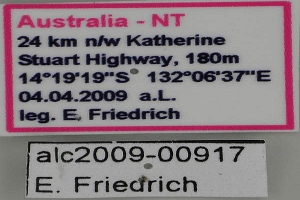 Australia - NT
24 km n/w Katherine
Stuart Highway, 180m
14°19'19"S 132°06'37"E
04.04.2009 a.L.
leg. E. Friedrich
alc2009-00917
E. Friedrich